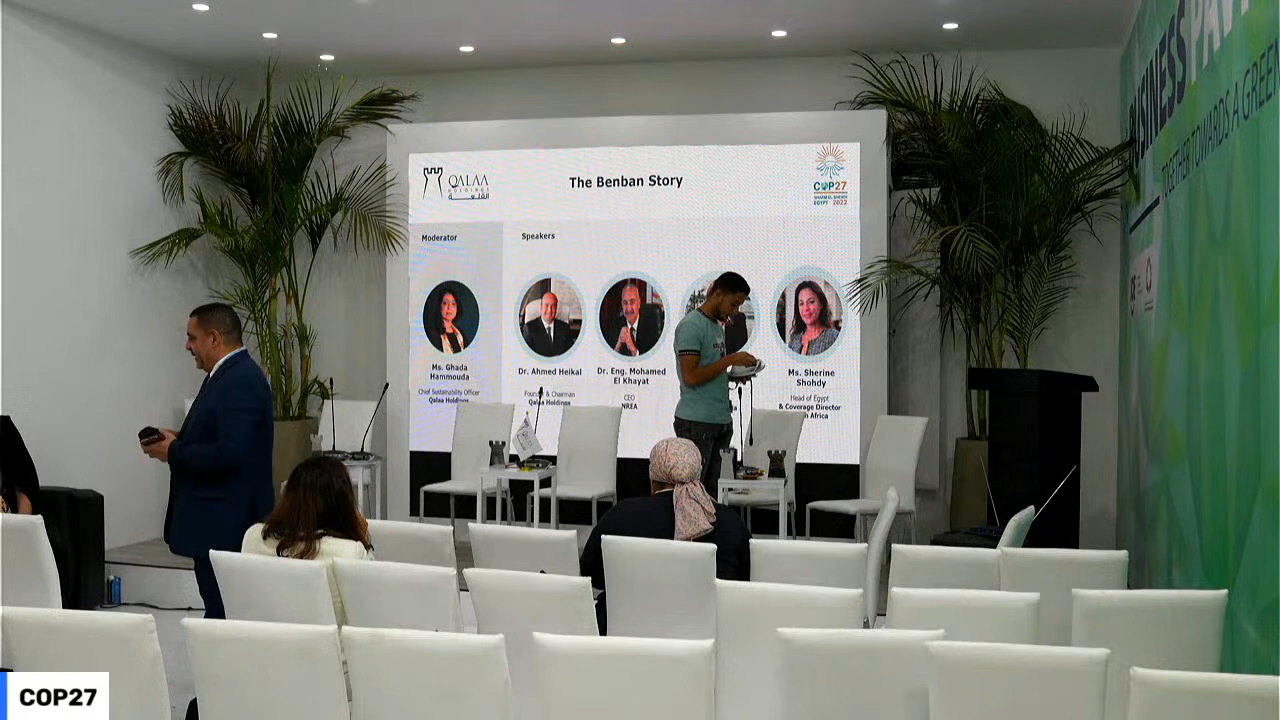 QALAA
HOLDINGS
القلعة
The Benban Story
COP27
SHARM EL-SHEIKH
EGYPT 2022
Moderator
Speakers
Ms. Ghada
Hammouda
Chief Sustainability Officer
Qalaa Holdings
Dr. Ahmed Heikal
Founder & Chairman
Qalaa Holdings
Dr. Eng. Mohamed
El Khayat
CEO
NREA
Ms. Sherine
Shohdy
Head of Egypt
& Coverage Director
Africa
BUSINESS
TOGETHER TOWARDS A GREEN
COP27